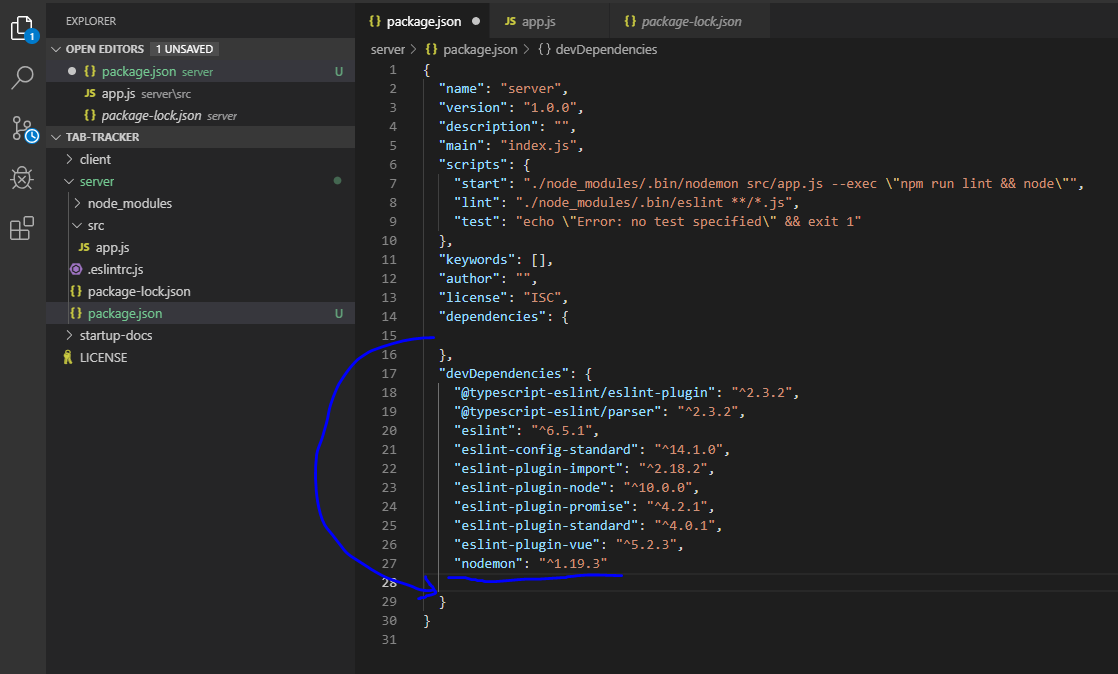 EXPLORER
OPEN EDITORS 1 UNSAVED
{} package.json server U
JS app.js server\src
{} package-lock.json server
TAB-TRACKER
client
server
node_modules
src
JS app.js
.eslintrc.js
{} package-lock.json
{} package.json U
startup-docs
LICENSE
1
{} package.json JS app.js {} package-lock.json
server > {} package.json > {} devDependencies
1 {
2 "name": "server",
3 "version": "1.0.0",
4 "description": "",
5 "main": "index.js",
6 "scripts": {
7 "start": "./node_modules/.bin/nodemon src/app.js --exec \"npm run lint && node\"",
8 "lint": "./node_modules/.bin/eslint **/*.js",
9 "test": "echo \"Error: no test specified\" && exit 1"
10 },
11 "keywords": [],
12 "author": "",
13 "license": "ISC",
14 "dependencies": {
15
16 },
17 "devDependencies": {
18 "@typescript-eslint/eslint-plugin": "^2.3.2",
19 "@typescript-eslint/parser": "^2.3.2",
20 "eslint": "^6.5.1",
21 "eslint-config-standard": "^14.1.0",
22 "eslint-plugin-import": "^2.18.2",
23 "eslint-plugin-node": "^10.0.0",
24 "eslint-plugin-promise": "^4.2.1",
25 "eslint-plugin-standard": "^4.0.1",
26 "eslint-plugin-vue": "^5.2.3",
27 "nodemon": "^1.19.3"
28
29 }
30 }
31